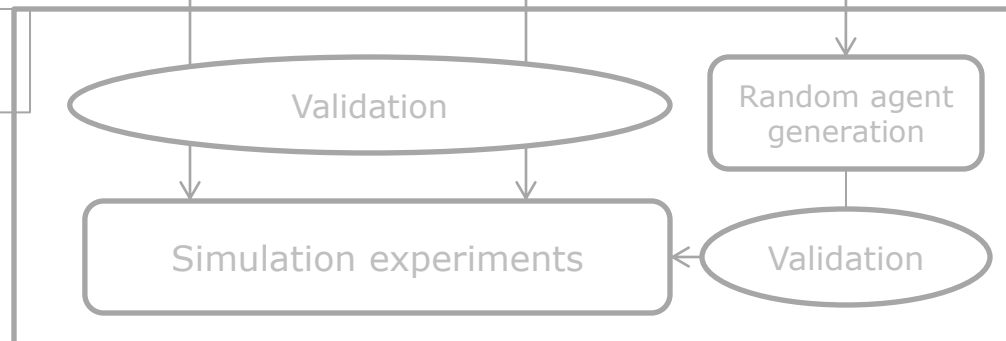 Validation
Random agent
generation
Simulation experiments
Validation